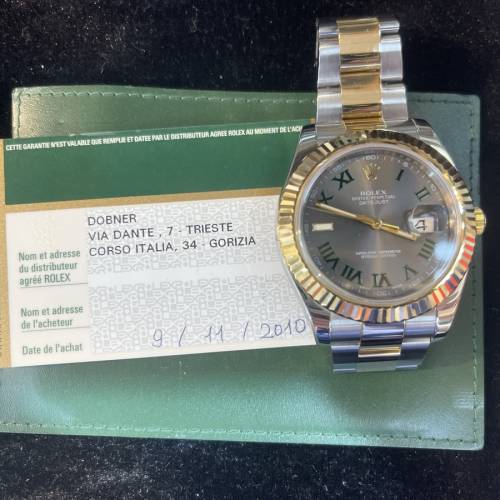 CETTE GARANTIE N'EST VALABLE QUE REMPLIE ET DATEE PAR LE DISTRIBUTEUR AGREE ROLEX AU MOMENT DE L'ACH
DOBNER
VIA DANTE , 7 - TRIESTE
CORSO ITALIA, 34 - GORIZIA
Nom et adresse
du distributeur
agréé ROLEX
Nom et adresse
de l'acheteur
Date de l'achat
9 / 11 / 2010
ROLEX
OYSTER PERPETUAL
DATEJUST
4